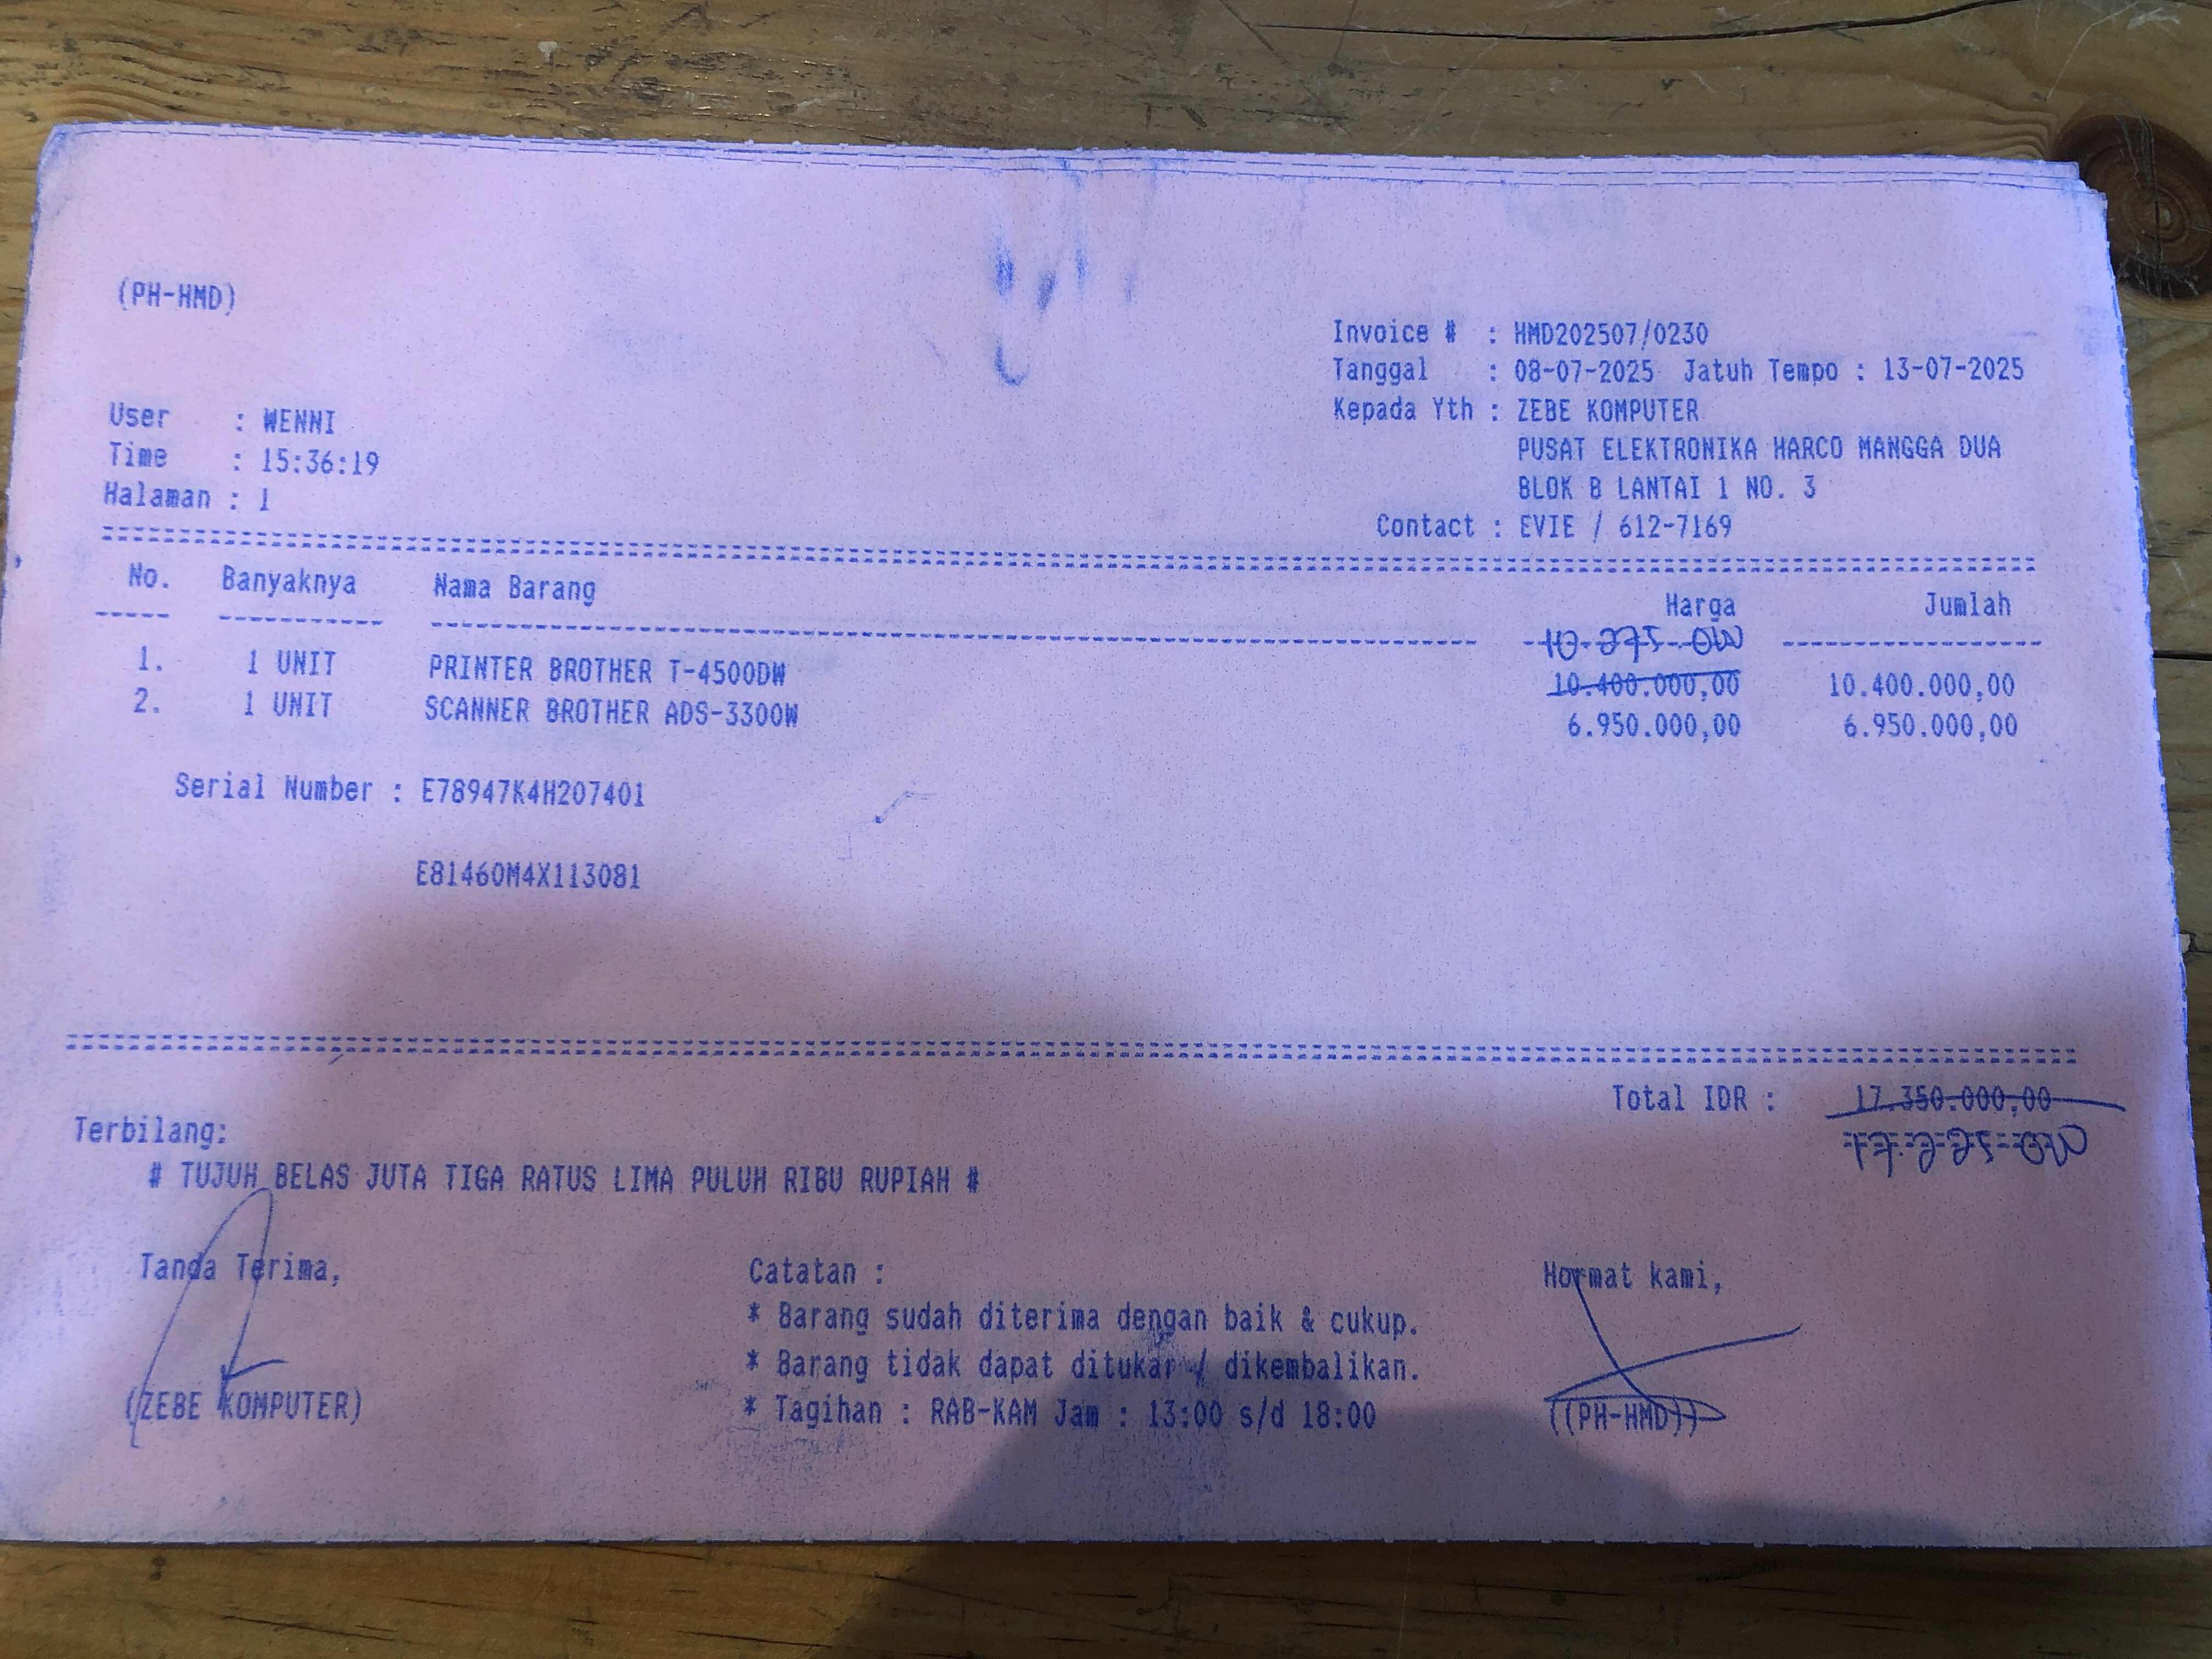 (PH-HMD)
Invoice # : HMD202507/0230
Tanggal : 08-07-2025 Jatuh Tempo : 13-07-2025
Kepada Yth : ZEBE KOMPUTER
PUSAT ELEKTRONIKA HARCO MANGGA DUA
BLOK B LANTAI 1 NO. 3
Contact : EVIE / 612-7169
User : WENNI
Time : 15:36:19
Halaman : 1
No. Banyaknya Nama Barang Harga Jumlah
10.275.000
1. 1 UNIT PRINTER BROTHER T-4500DW 10.400.000,00 10.400.000,00
2. 1 UNIT SCANNER BROTHER ADS-3300W 6.950.000,00 6.950.000,00
Serial Number : E78947K4H207401
E81460M4X113081
Total IDR : 17.350.000,00
17.225.000
Terbilang:
# TUJUH BELAS JUTA TIGA RATUS LIMA PULUH RIBU RUPIAH #
Tanda Terima,
(ZEBE KOMPUTER)
Catatan :
* Barang sudah diterima dengan baik & cukup.
* Barang tidak dapat ditukar / dikembalikan.
* Tagihan : RAB-KAM Jam : 13:00 s/d 18:00
Hormat kami,
((PH-HMD))